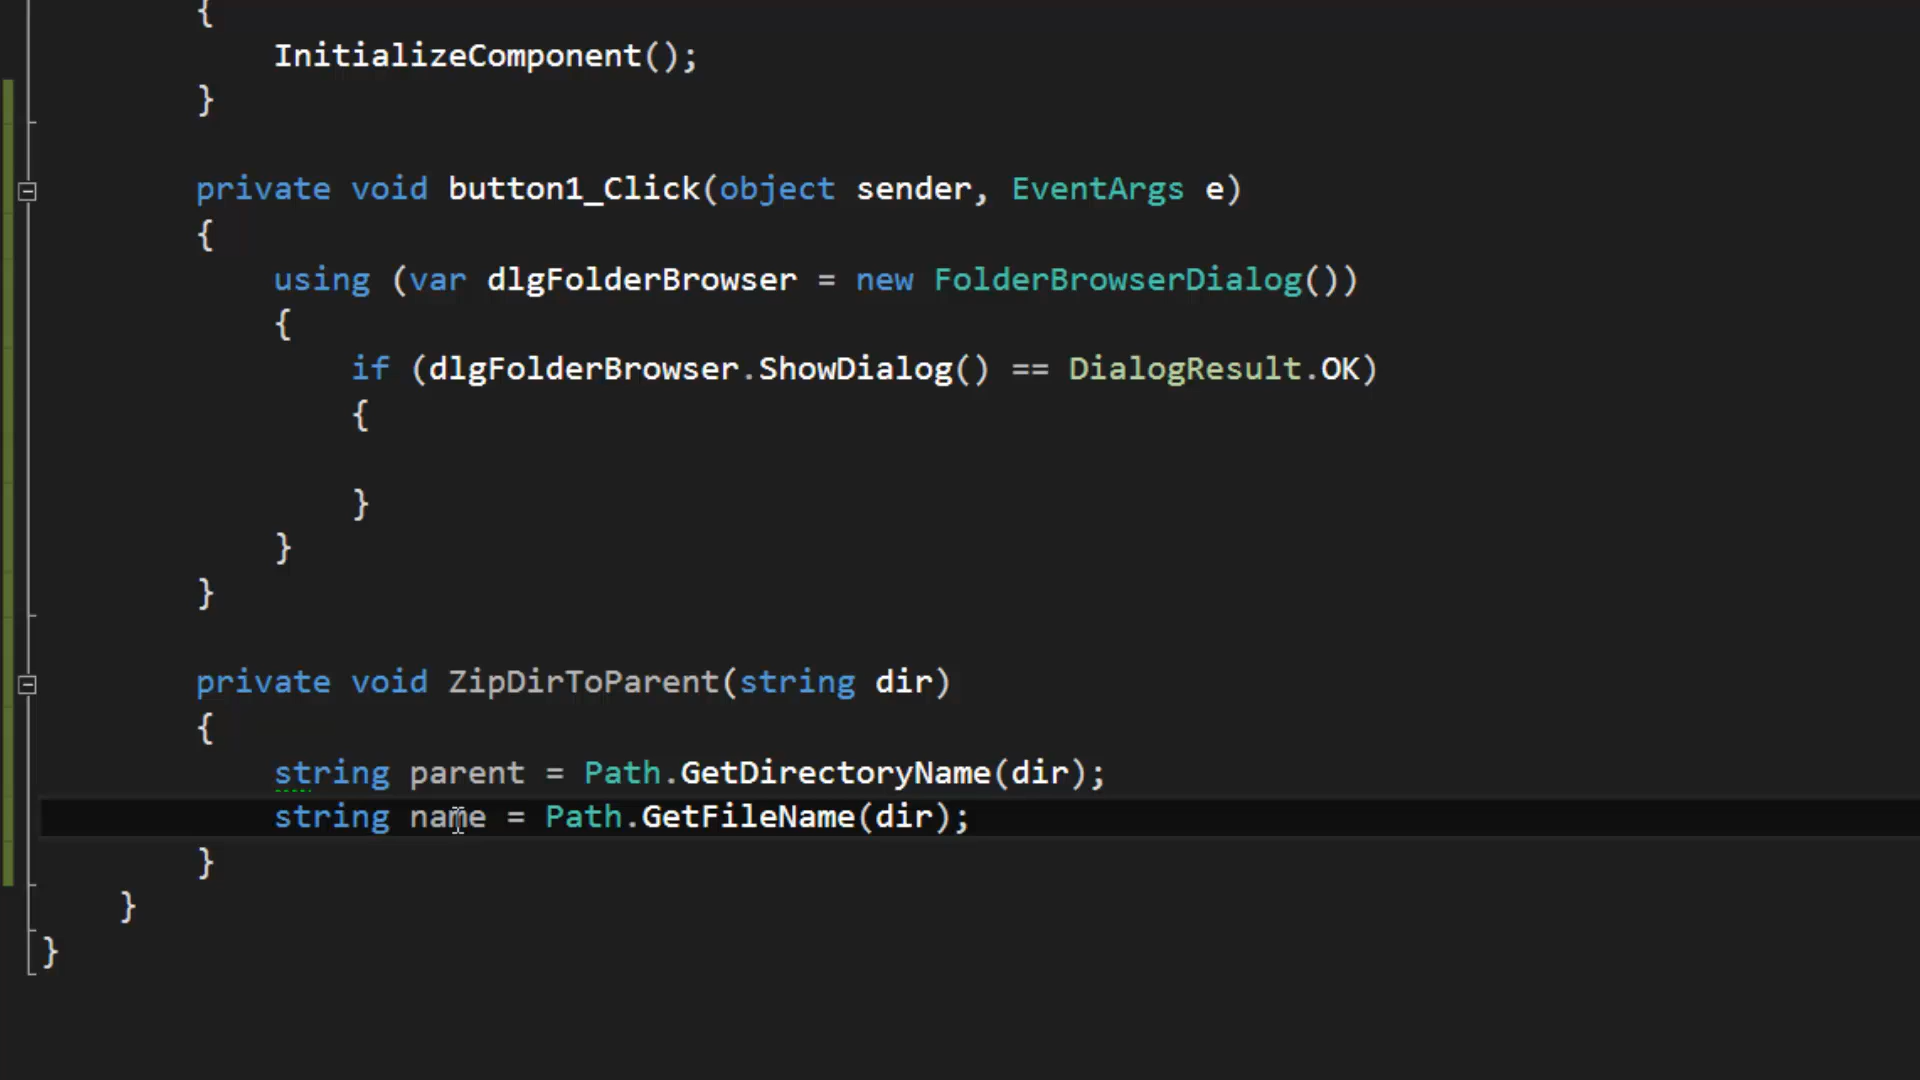 {
InitializeComponent();
}
private void button1_Click(object sender, EventArgs e)
{
using (var dlgFolderBrowser = new FolderBrowserDialog())
{
if (dlgFolderBrowser.ShowDialog() == DialogResult.OK)
{
}
}
}
private void ZipDirToParent(string dir)
{
string parent = Path.GetDirectoryName(dir);
string name = Path.GetFileName(dir);
}
}
}